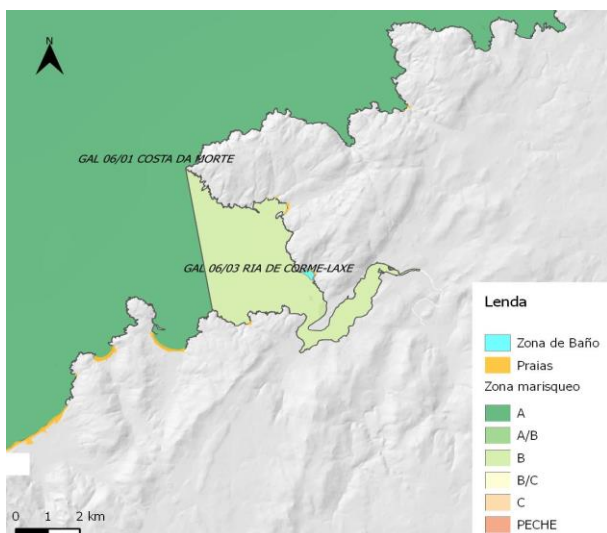 N
GAL 06/01 COSTA DA MORTE
GAL 06/03 RIA DE CORME-LAXE
Lenda
Zona de Baño
Praias
Zona marisqueo
A
A/B
B
B/C
C
PECHE
0 1 2 km